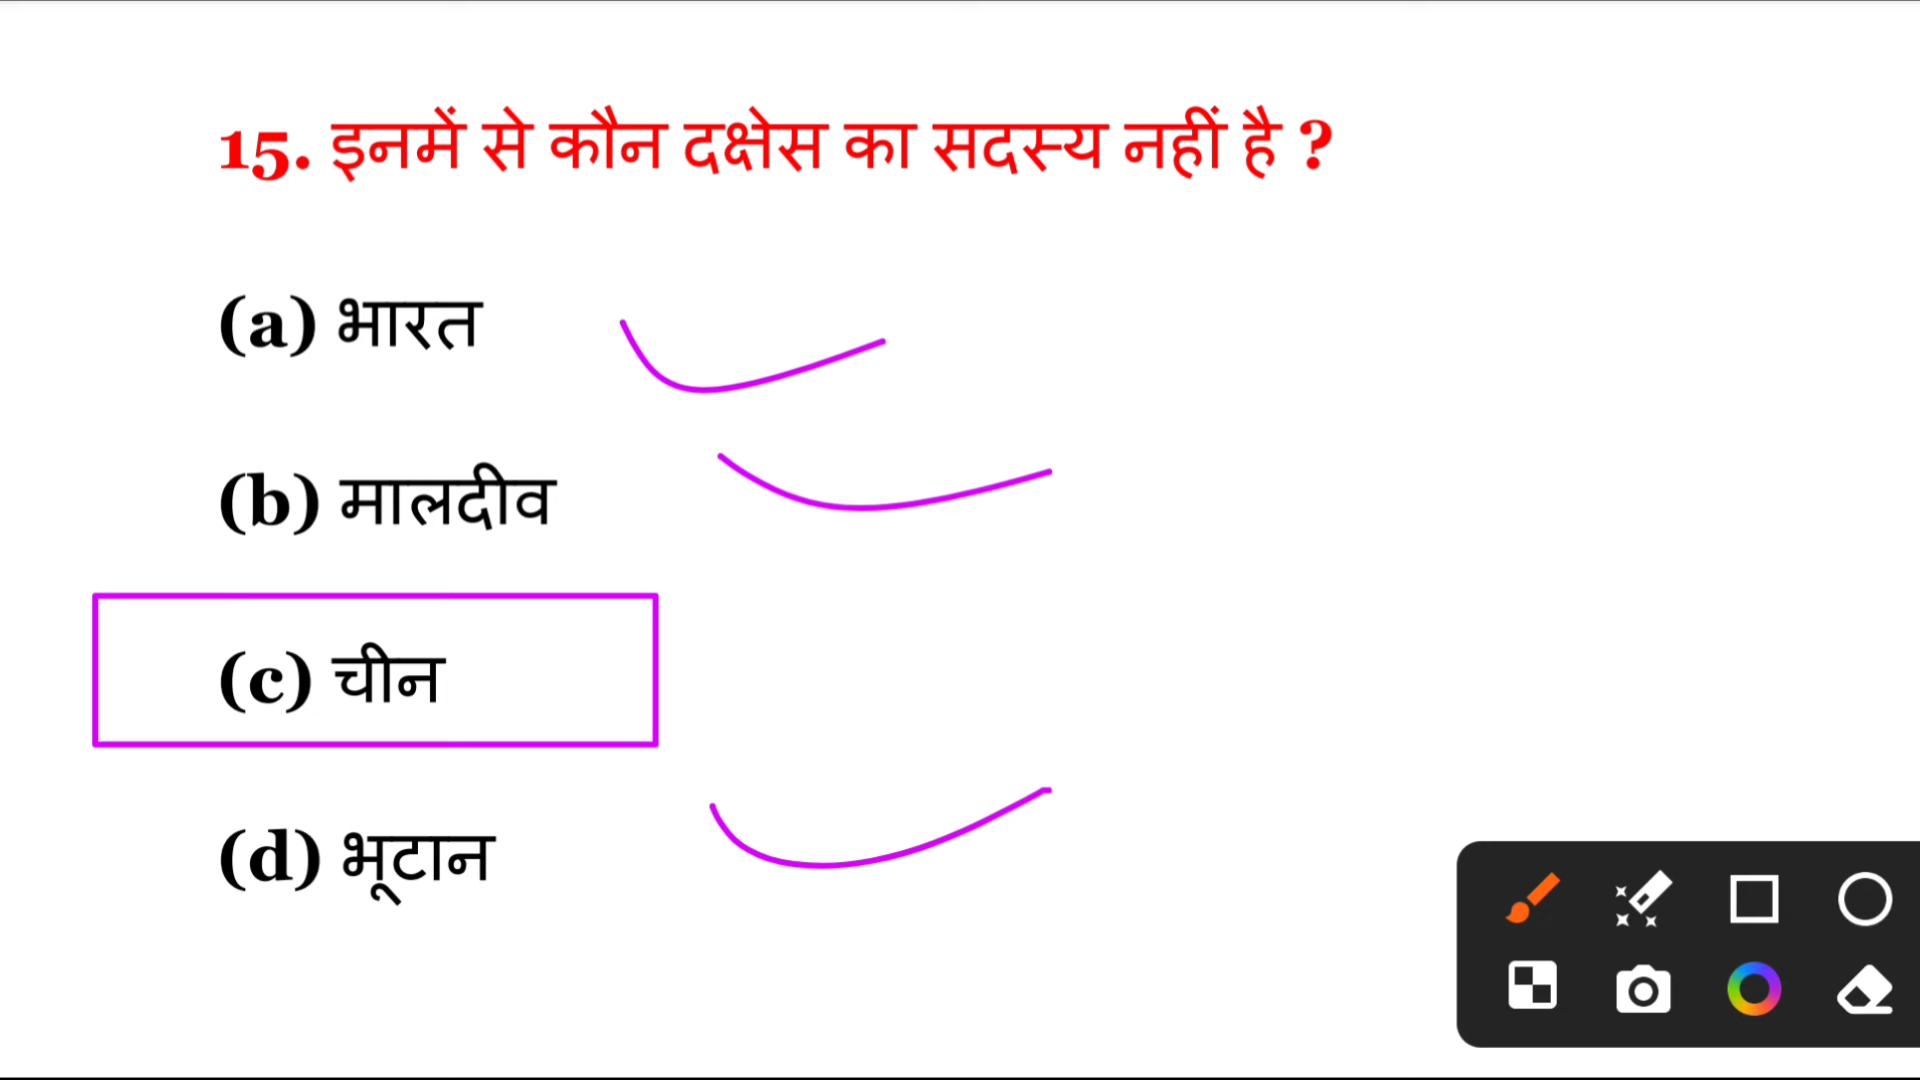 15. इनमें से कौन दक्षेस का सदस्य नहीं है ?
(a) भारत
(b) मालदीव
(c) चीन
(d) भूटान